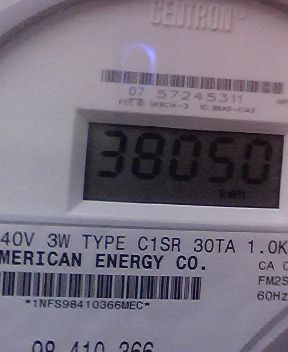 CENTRON
07 57245311
38050
kWh
40V 3W TYPE C1SR 30TA 1.0K
MERICAN ENERGY CO.
CA 0
FM2S
60Hz
*1NFS98410366MEC*
98 410 366